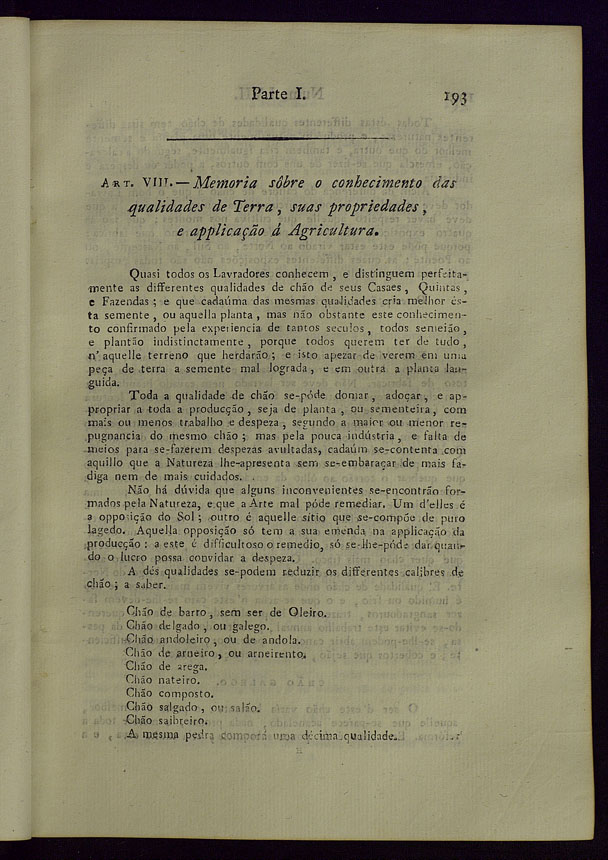 Parte I. 193
ART. VIII. — Memoria sôbre o conhecimento das
qualidades de Terra, suas propriedades,
e applicação á Agricultura.
Quasi todos os Lavradores conhecem, e distinguem perfeita-
mente as differentes qualidades de chão de seus Casaes, Quintas,
e Fazendas; e que cadaúma das mesmas qualidades cria melhor és-
ta semente, ou aquella planta, mas não obstante este conhecimen-
to confirmado pela experiencia de tantos seculos, todos semeião,
e plantão indistinctamente, porque todos querem ter de tudo,
n'aquelle terreno que herdarão; e isto apezar de verem em uma
peça de terra a semente mal lograda, e em outra a planta lan-
guida.
Toda a qualidade de chão se-póde domar, adoçar, e ap-
propriar a toda a producção, seja de planta, ou sementeira, com
mais ou menos trabalho e despeza, segundo a maior ou menor re-
pugnancia do mesmo chão; mas pela pouca indústria, e falta de
meios para se-fazerem despezas avultadas, cadaúm se-contenta com
aquillo que a Natureza lhe-apresenta sem se-embaraçar de mais fa-
diga nem de mais cuidados.
Não há dúvida que alguns inconvenientes se-encontrão for-
mados pela Natureza, e que a Arte mal póde remediar. Um d'elles é
a opposição do Sol; outro é aquelle sítio que se-compõe de puro
lagedo. Aquella opposição só tem a sua emenda na applicação da
producção: a este é difficultoso o remedio, só se-lhe-póde dar quan-
do o lucro possa convidar a despeza.
A dés qualidades se-podem reduzir os differentes calibres de
chão; a saber.
Chão de barro, sem ser de Oleiro.
Chão delgado, ou galego.
Chão andoleiro, ou de andola.
Chão de arneiro, ou arneirento.
Chão de arega.
Chão nateiro.
Chão composto.
Chão salgado, ou salão.
Chão saibreiro.
A mesma pedra comporá uma décima qualidade.